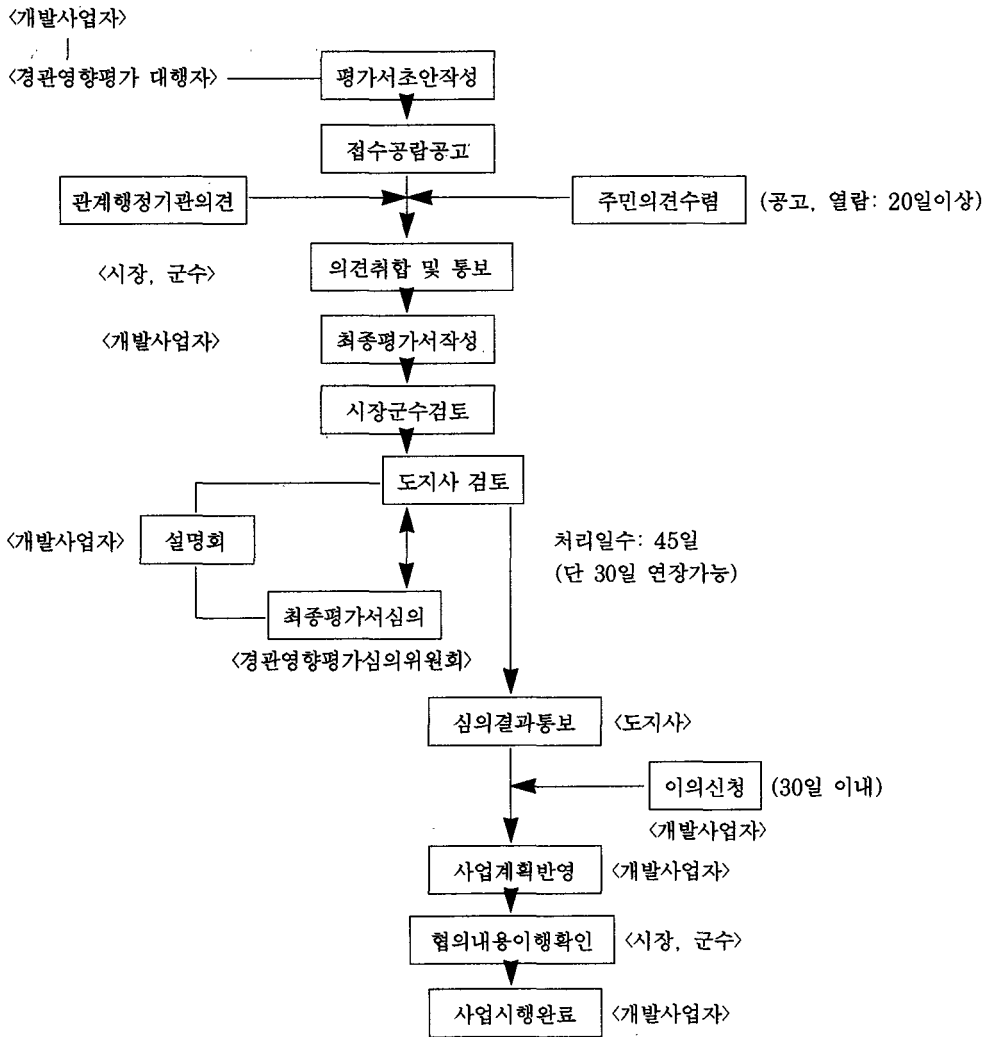 <개발사업자>
<경관영향평가 대행자>
평가서초안작성
접수공람공고
관계행정기관의견
주민의견수렴
(공고, 열람: 20일이상)
<시장, 군수>
의견취합 및 통보
<개발사업자>
최종평가서작성
시장군수검토
도지사 검토
<개발사업자>
설명회
처리일수: 45일
(단 30일 연장가능)
최종평가서심의
<경관영향평가심의위원회>
심의결과통보
<도지사>
이의신청
(30일 이내)
<개발사업자>
사업계획반영
<개발사업자>
협의내용이행확인
<시장, 군수>
사업시행완료
<개발사업자>